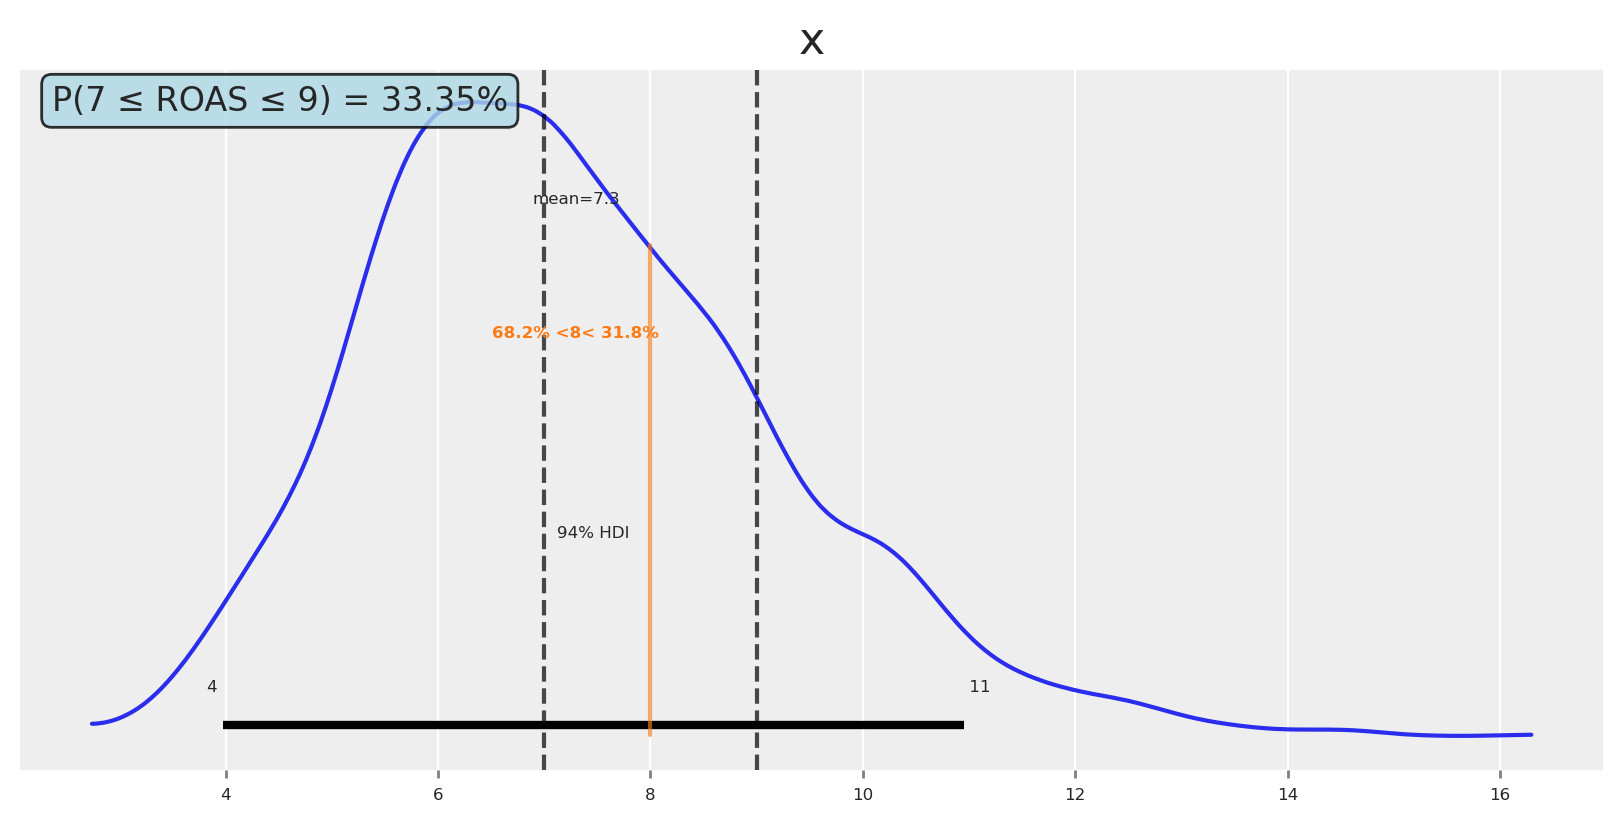 x
P(7 ≤ ROAS ≤ 9) = 33.35%
mean=7.3
68.2% <8< 31.8%
94% HDI
4
11
4 6 8 10 12 14 16